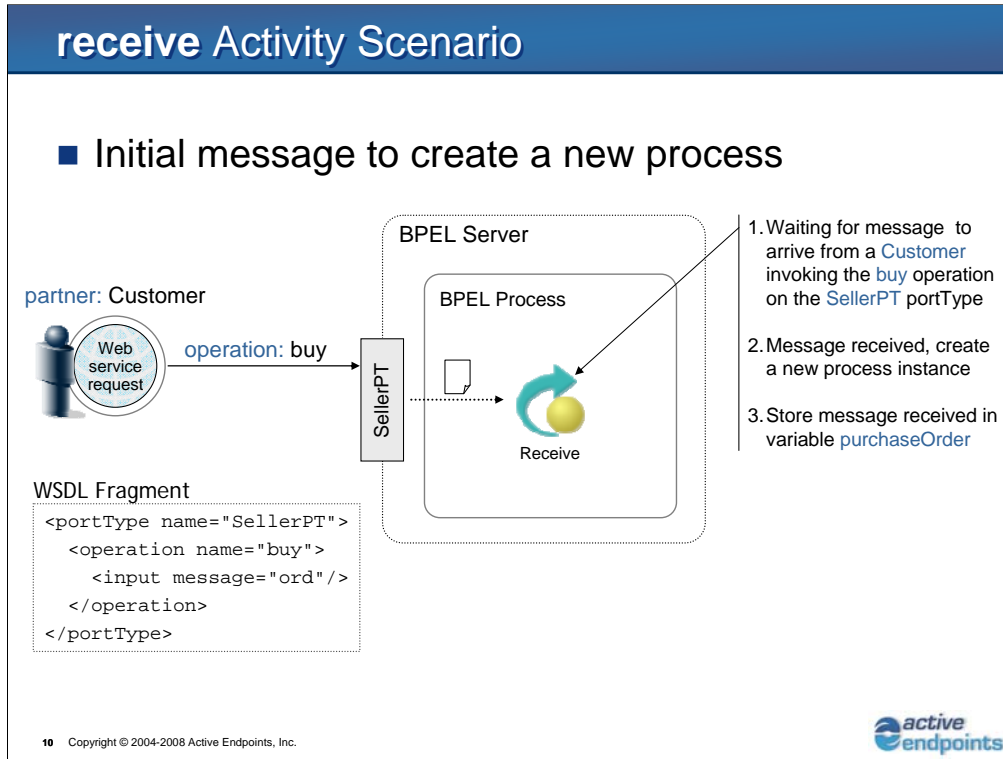 receive Activity Scenario
Initial message to create a new process
BPEL Server
BPEL Process
partner: Customer
Web
service
request
operation: buy
SellerPT
Receive
1. Waiting for message to
arrive from a Customer
invoking the buy operation
on the SellerPT portType
2. Message received, create
a new process instance
3. Store message received in
variable purchaseOrder
WSDL Fragment
<portType name="SellerPT">
<operation name="buy">
<input message="ord"/>
</operation>
</portType>
10 Copyright © 2004-2008 Active Endpoints, Inc.
active
endpoints